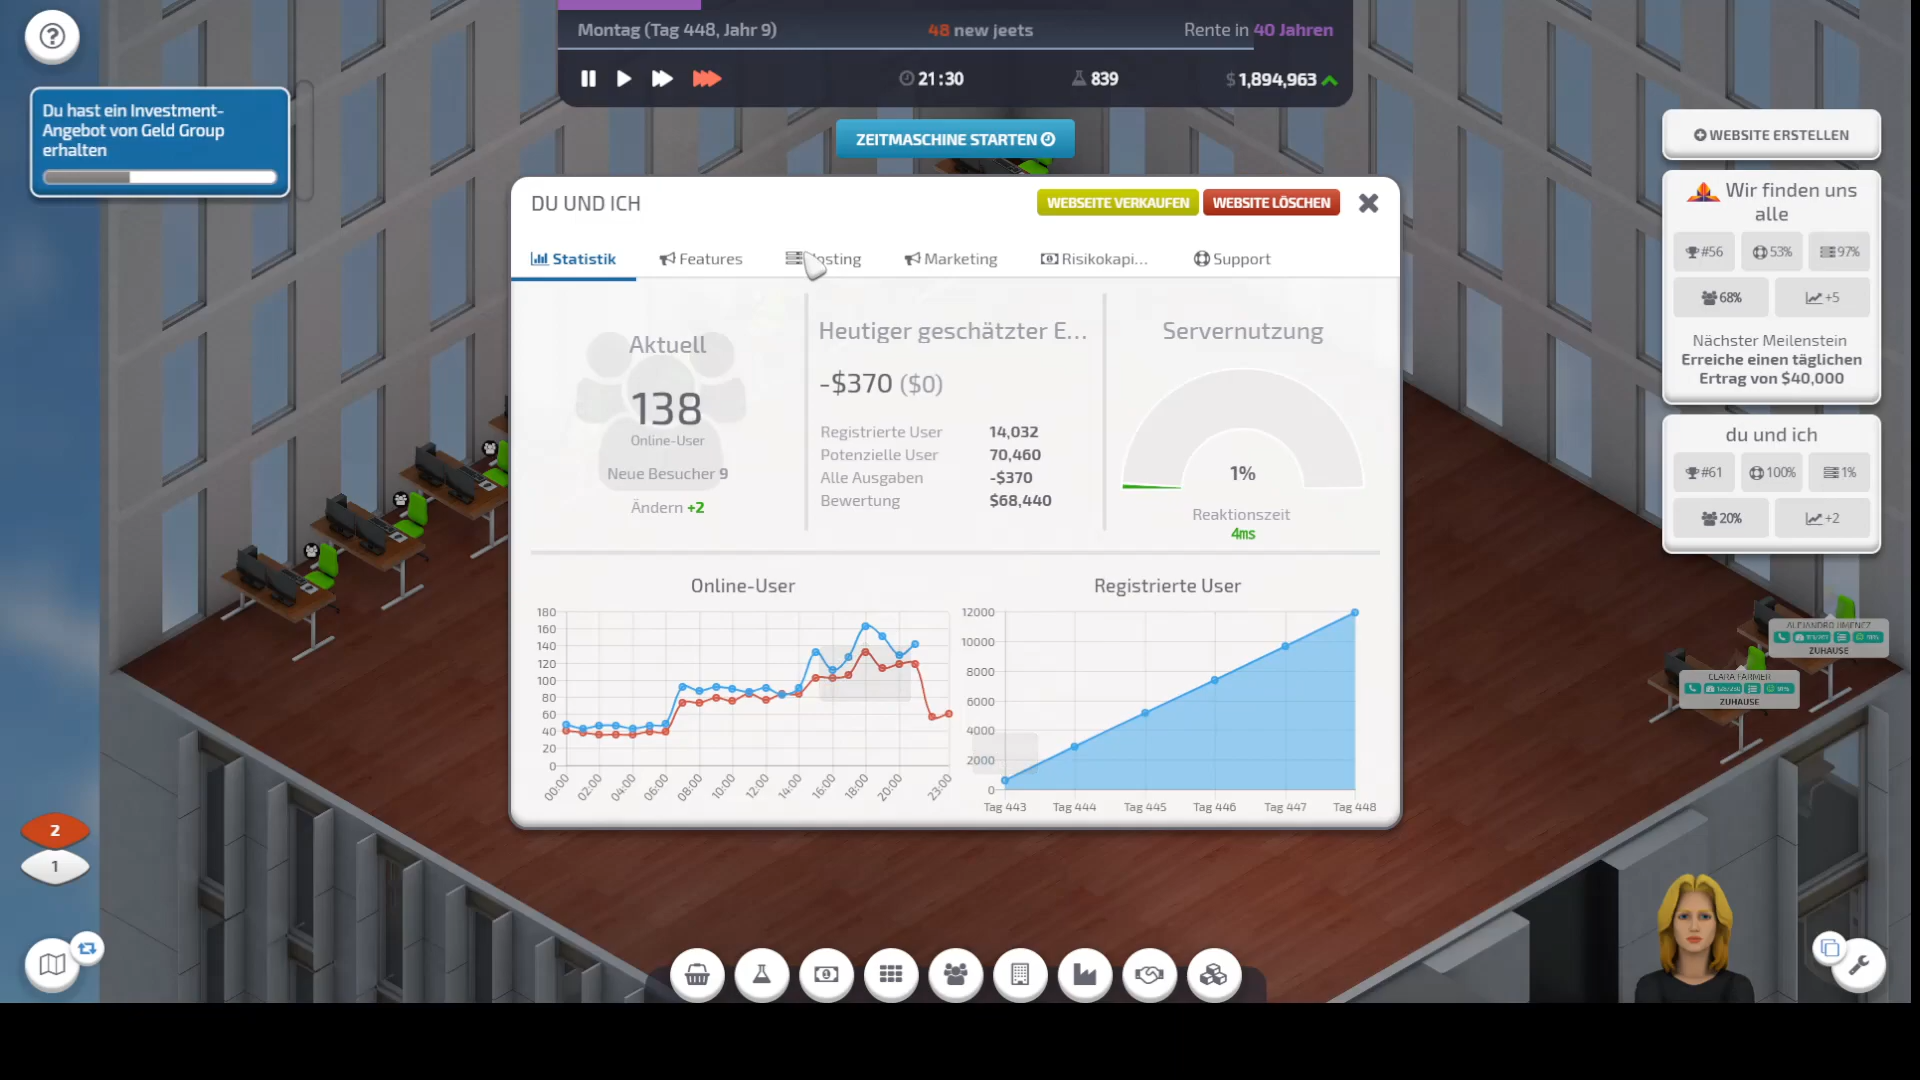 Montag (Tag 448, Jahr 9)
48 new jeets
Rente in 40 Jahren
21:30
839
$ 1,894,963
Du hast ein Investment-
Angebot von Geld Group
erhalten
ZEITMASCHINE STARTEN
WEBSITE ERSTELLEN
DU UND ICH
WEBSEITE VERKAUFEN
WEBSITE LÖSCHEN
Statistik
Features
Marketing
Risikokapi...
Support
Aktuell
138
Online-User
Neue Besucher 9
Ändern +2
Heutiger geschätzter E...
-$370 ($0)
Registrierte User 14,032
Potenzielle User 70,460
Alle Ausgaben -$370
Bewertung $68,440
Servernutzung
1%
Reaktionszeit
4ms
Online-User
180
160
140
120
100
80
60
40
20
0
00:00 02:00 04:00 06:00 08:00 10:00 12:00 14:00 16:00 18:00 20:00 23:00
Registrierte User
12000
10000
8000
6000
4000
2000
0
Tag 443 Tag 444 Tag 445 Tag 446 Tag 447 Tag 448
Wir finden uns
alle
#56 53% 97%
68% +5
Nächster Meilenstein
Erreiche einen täglichen
Ertrag von $40,000
du und ich
#61 100% 1%
20% +2
ALEJANDRO JIMENEZ
ZUHAUSE
CLARA FARMER
ZUHAUSE
2
1